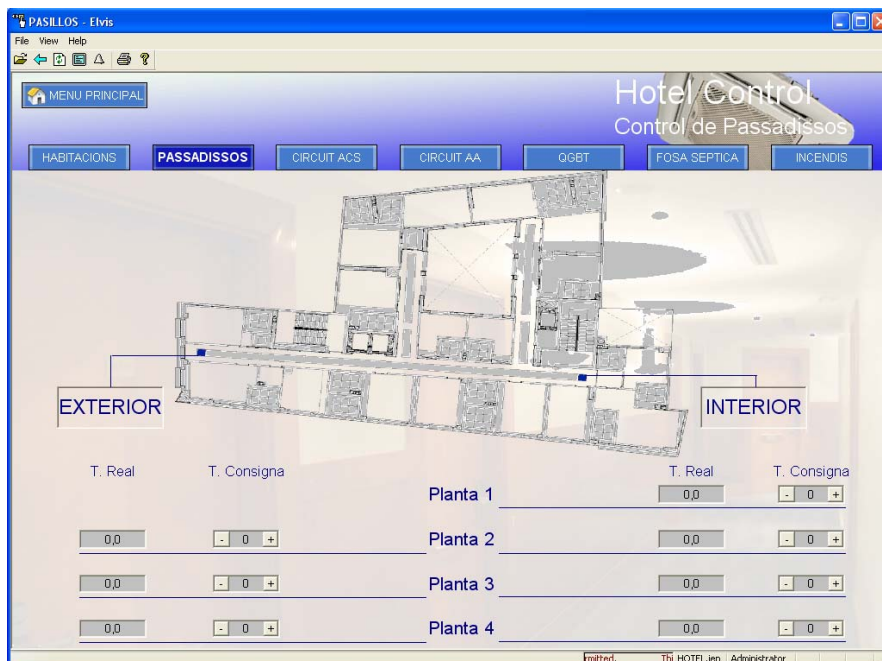 PASILLOS - Elvis
File View Help
MENU PRINCIPAL
Hotel Control
Control de Passadissos
HABITACIONS PASSADISSOS CIRCUIT ACS CIRCUIT AA QGBT FOSA SEPTICA INCENDIS
EXTERIOR INTERIOR
T. Real T. Consigna T. Real T. Consigna
Planta 1 0,0 - 0 +
0,0 - 0 + Planta 2 0,0 - 0 +
0,0 - 0 + Planta 3 0,0 - 0 +
0,0 - 0 + Planta 4 0,0 - 0 +
rmitted. Thi HOTEL.jep Administrator